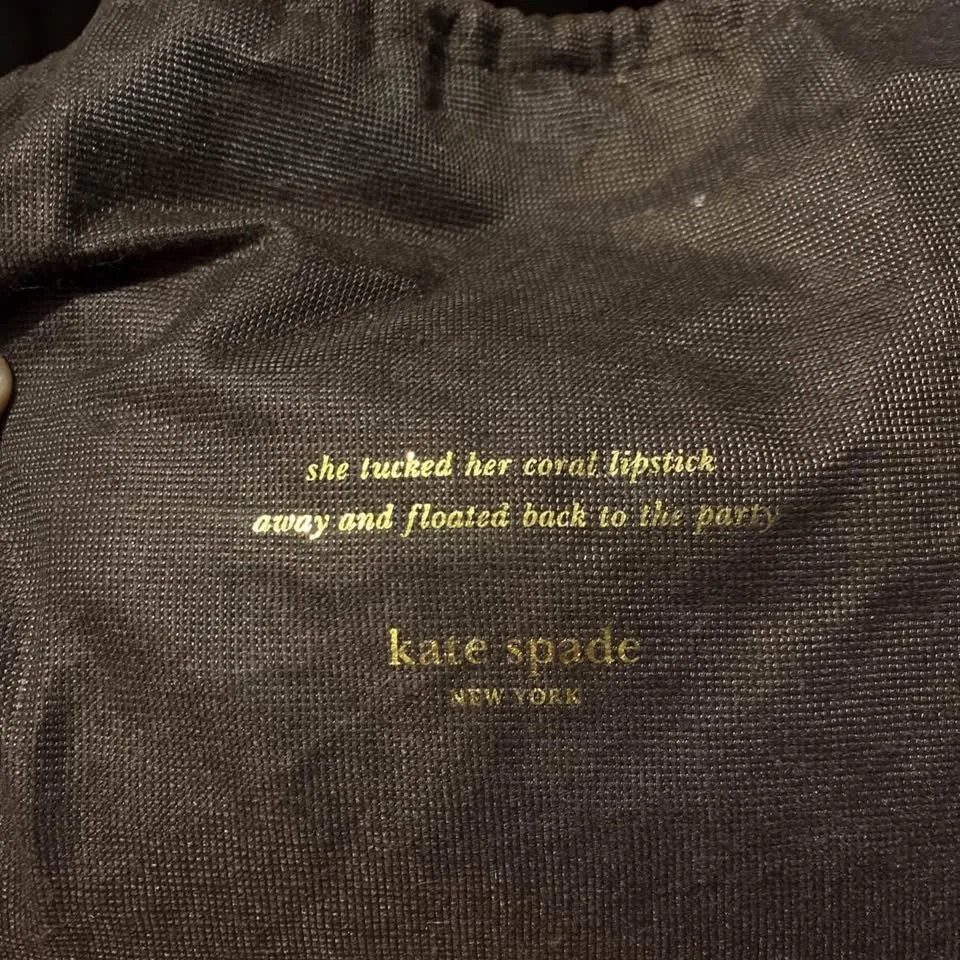 she tucked her coral lipstick
away and floated back to the party
kate spade
NEW YORK